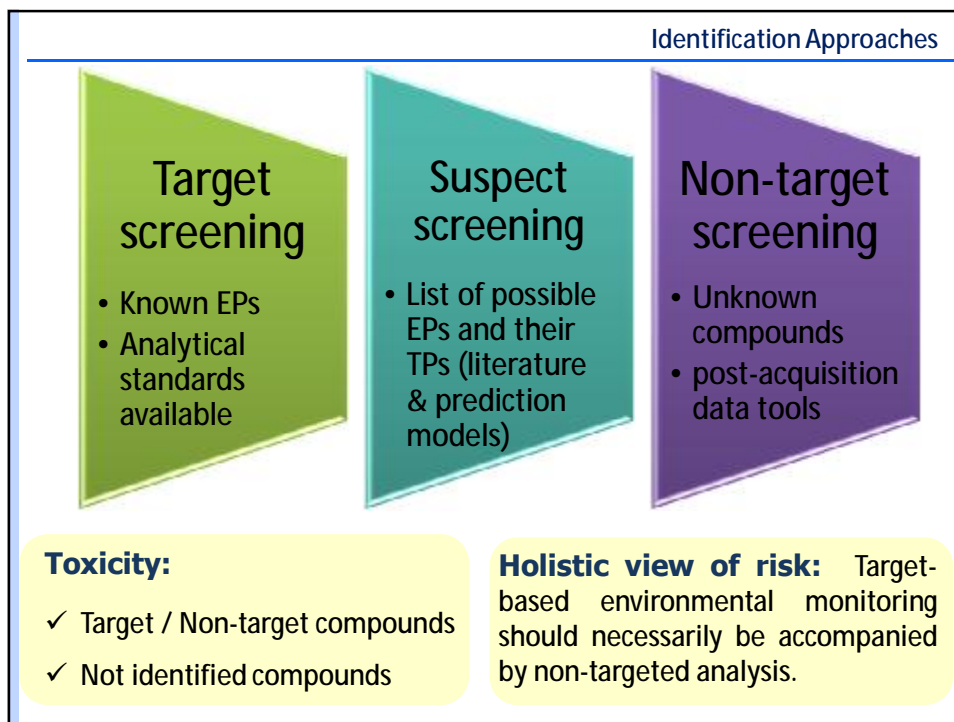 Identification Approaches
Target
screening
• Known EPs
• Analytical
standards
available
Suspect
screening
• List of possible
EPs and their
TPs (literature
& prediction
models)
Non-target
screening
• Unknown
compounds
• post-acquisition
data tools
Toxicity:
✓ Target / Non-target compounds
✓ Not identified compounds
Holistic view of risk: Target-
based environmental monitoring
should necessarily be accompanied
by non-targeted analysis.